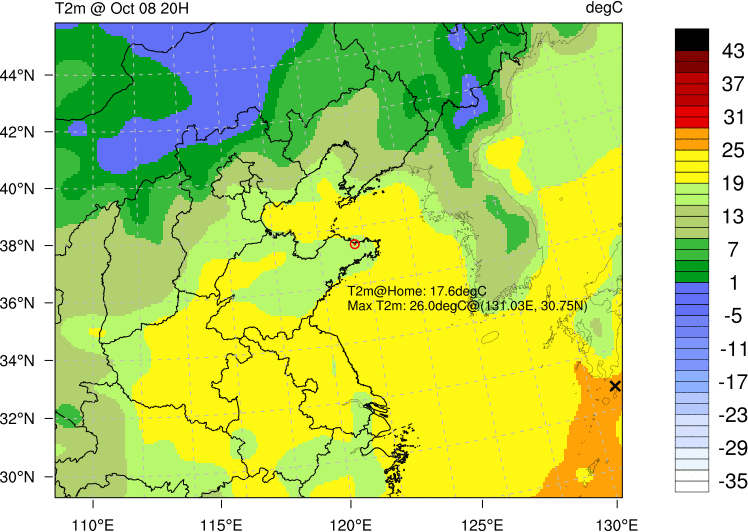 T2m @ Oct 08 20H
degC
44°N
42°N
40°N
38°N
36°N
34°N
32°N
30°N
T2m@Home: 17.6degC
Max T2m: 26.0degC@(131.03E, 30.75N)
110°E
115°E
120°E
125°E
130°E
43
37
31
25
19
13
7
1
-5
-11
-17
-23
-29
-35